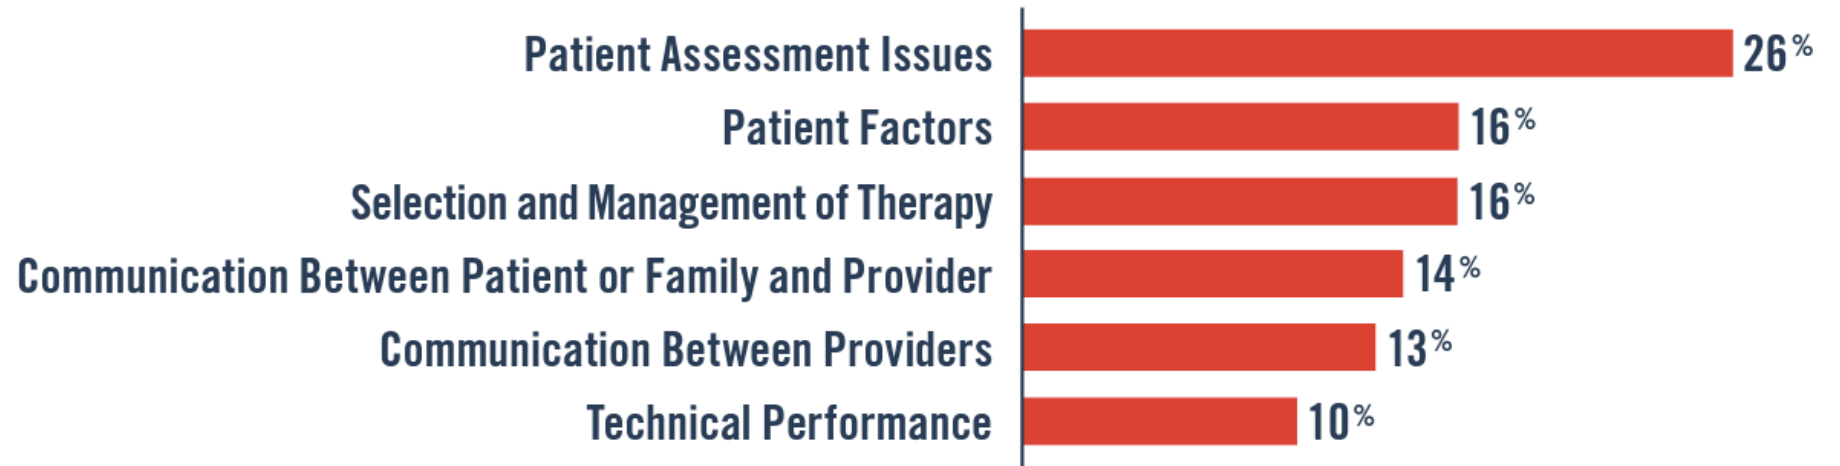 Patient Assessment Issues 26%
Patient Factors 16%
Selection and Management of Therapy 16%
Communication Between Patient or Family and Provider 14%
Communication Between Providers 13%
Technical Performance 10%